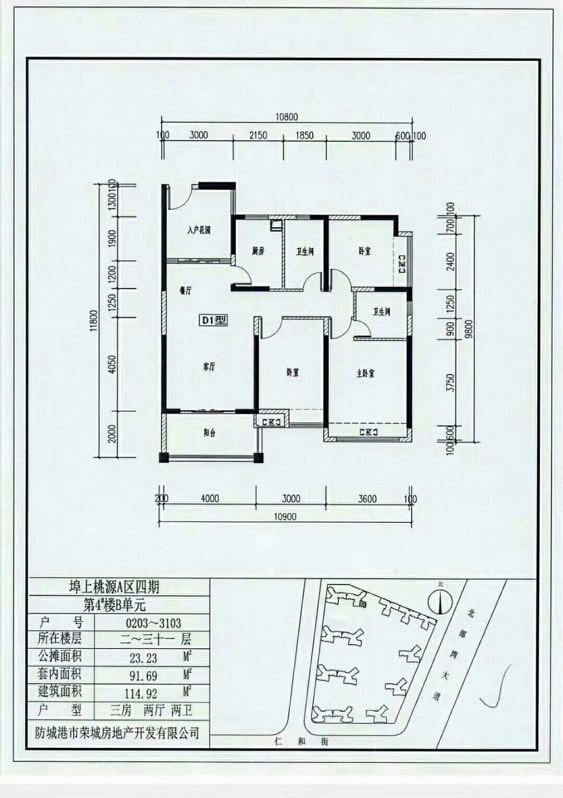 10800
100 3000 2150 1850 3000 600 100
11800
1300 100
1900
1200
1250
4050
2000
100
700
2400
1250
900
3750
600
100
9800
入户花园
厨房
卫生间
卧室
餐厅
D1型
卫生间
客厅
卧室
主卧室
阳台
200 4000 3000 3600 100
10900
埠上桃源A区四期
第4#楼B单元
户 号 0203~3103
所在楼层 二~三十一 层
公摊面积 23.23 M²
套内面积 91.69 M²
建筑面积 114.92 M²
户 型 三房 两厅 两卫
防城港市荣城房地产开发有限公司
北
北部湾大道
仁和街